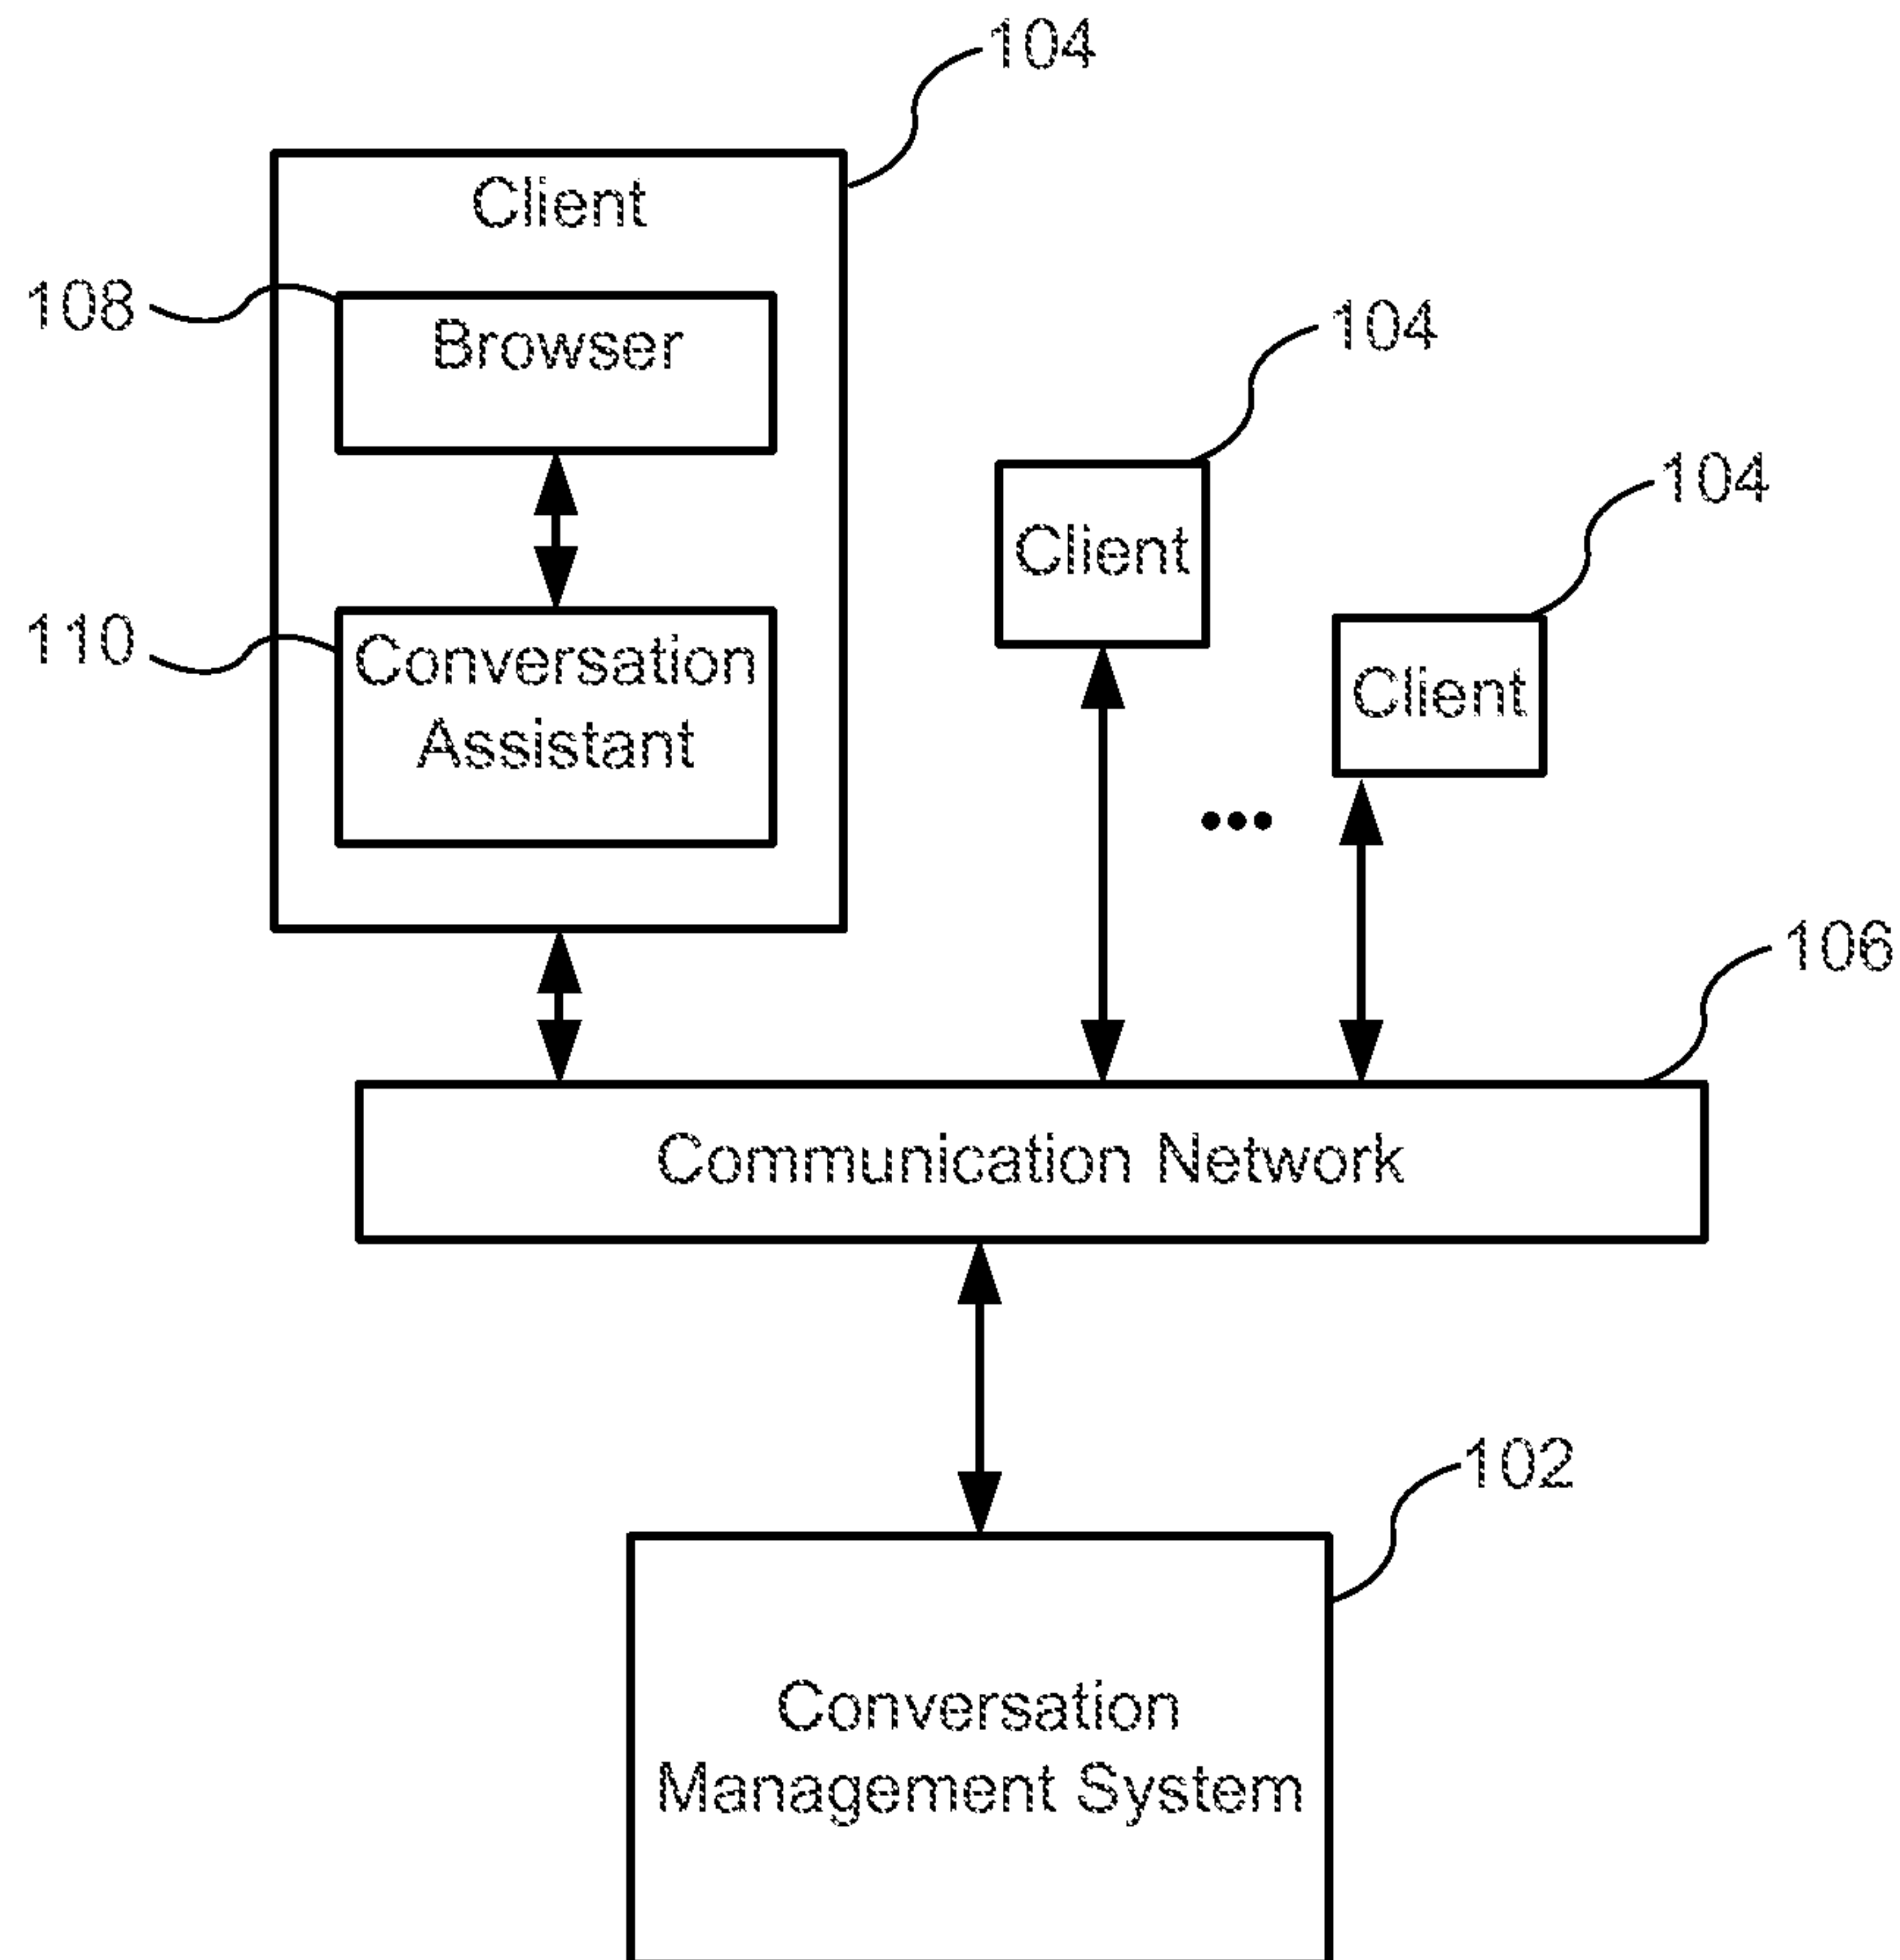 104
Client
108
Browser
104
Client
104
Client
110
Conversation
Assistant
106
Communication Network
102
Conversation
Management System